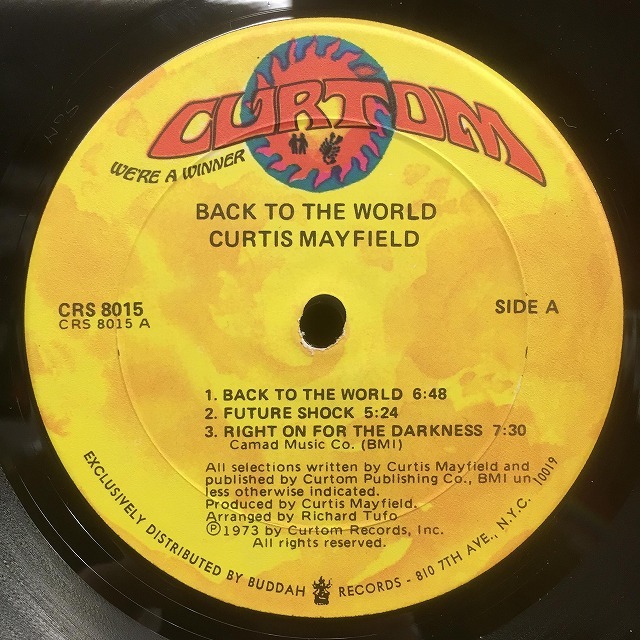 CURTOM
WE'RE A WINNER
BACK TO THE WORLD
CURTIS MAYFIELD
CRS 8015
CRS 8015 A
SIDE A
1. BACK TO THE WORLD 6:48
2. FUTURE SHOCK 5:24
3. RIGHT ON FOR THE DARKNESS 7:30
Camad Music Co. (BMI)
All selections written by Curtis Mayfield and
published by Curtom Publishing Co., BMI un-
less otherwise indicated.
Produced by Curtis Mayfield.
Arranged by Richard Tufo
Ⓟ1973 by Curtom Records, Inc.
All rights reserved.
EXCLUSIVELY DISTRIBUTED BY BUDDAH RECORDS - 810 7TH AVE., N.Y.C. 10019